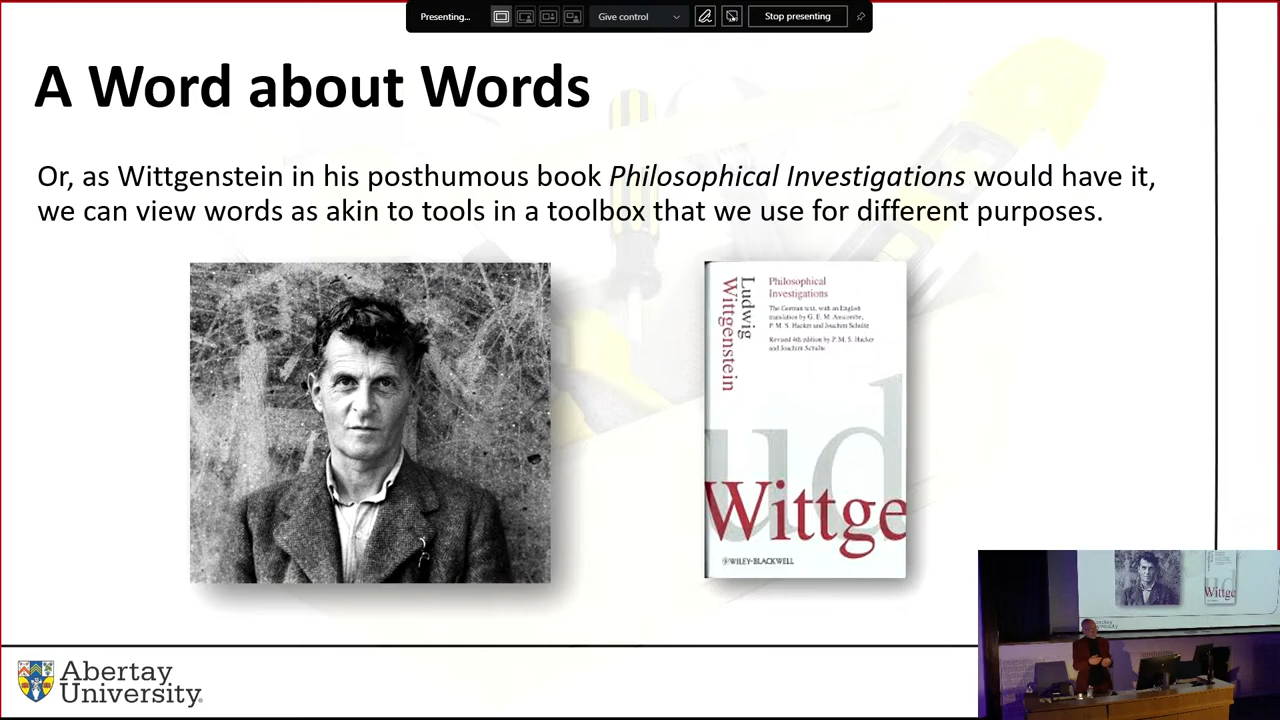 Presenting...
Give control
Stop presenting
A Word about Words
Or, as Wittgenstein in his posthumous book Philosophical Investigations would have it,
we can view words as akin to tools in a toolbox that we use for different purposes.
Ludwig
Wittgenstein
Philosophical
Investigations
The German text, with an English
translation by G. E. M. Anscombe,
P. M. S. Hacker and Joachim Schulte
Revised 4th edition by P. M. S. Hacker
and Joachim Schulte
ud
Wittge
WILEY-BLACKWELL
Abertay
University.
Wittge